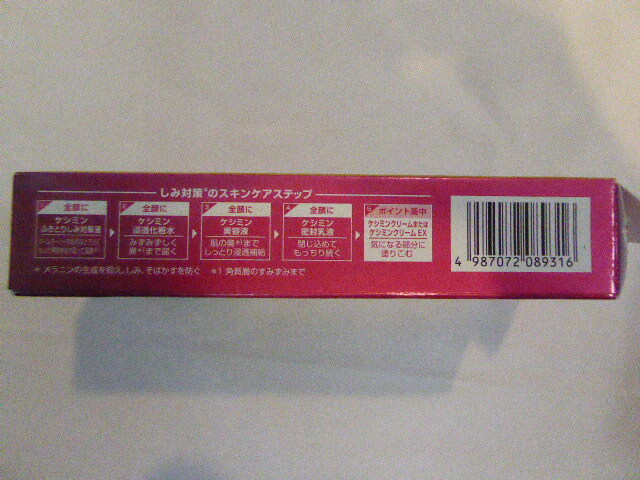 しみ対策*のスキンケアステップ
1 全顔に
ケシミン
ふきとりしみ対策液
2 全顔に
ケシミン
浸透化粧水
みずみずしく
奥*1まで届く
3 全顔に
ケシミン
美容液
肌の奥*1まで
しっとり浸透補給
4 全顔に
ケシミン
密封乳液
閉じ込めて
もっちり続く
5 ポイント集中
ケシミンクリームまたは
ケシミンクリームEX
気になる部分に
塗りこむ
* メラニンの生成を抑え、しみ、そばかすを防ぐ *1 角質層のすみずみまで
4 987072 089316